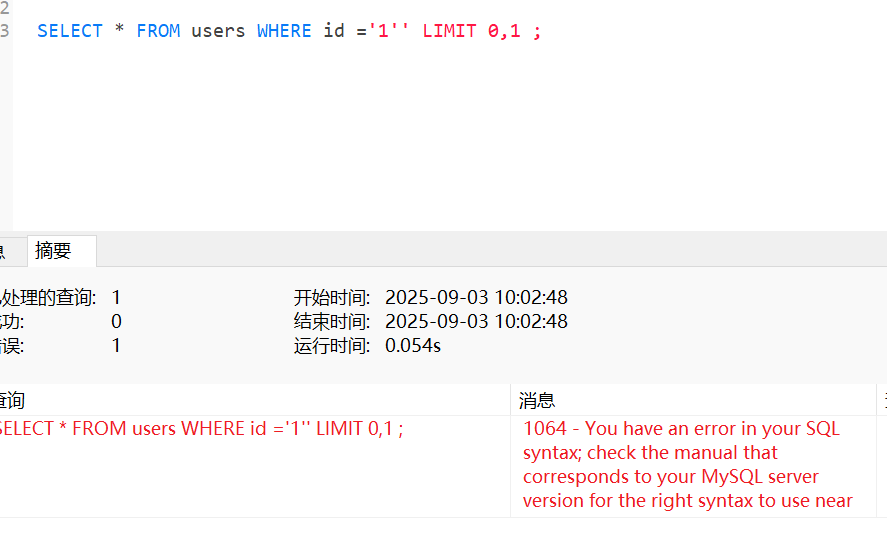 2
3 SELECT * FROM users WHERE id ='1'' LIMIT 0,1 ;
息 摘要
处理的查询: 1 开始时间: 2025-09-03 10:02:48
功: 0 结束时间: 2025-09-03 10:02:48
误: 1 运行时间: 0.054s
查询 消息
SELECT * FROM users WHERE id ='1'' LIMIT 0,1 ; 1064 - You have an error in your SQL
syntax; check the manual that
corresponds to your MySQL server
version for the right syntax to use near